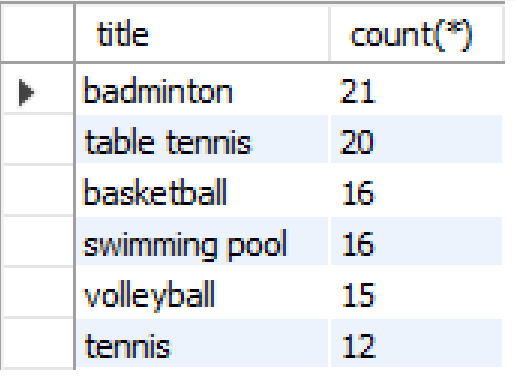 title count(*)
badminton 21
table tennis 20
basketball 16
swimming pool 16
volleyball 15
tennis 12